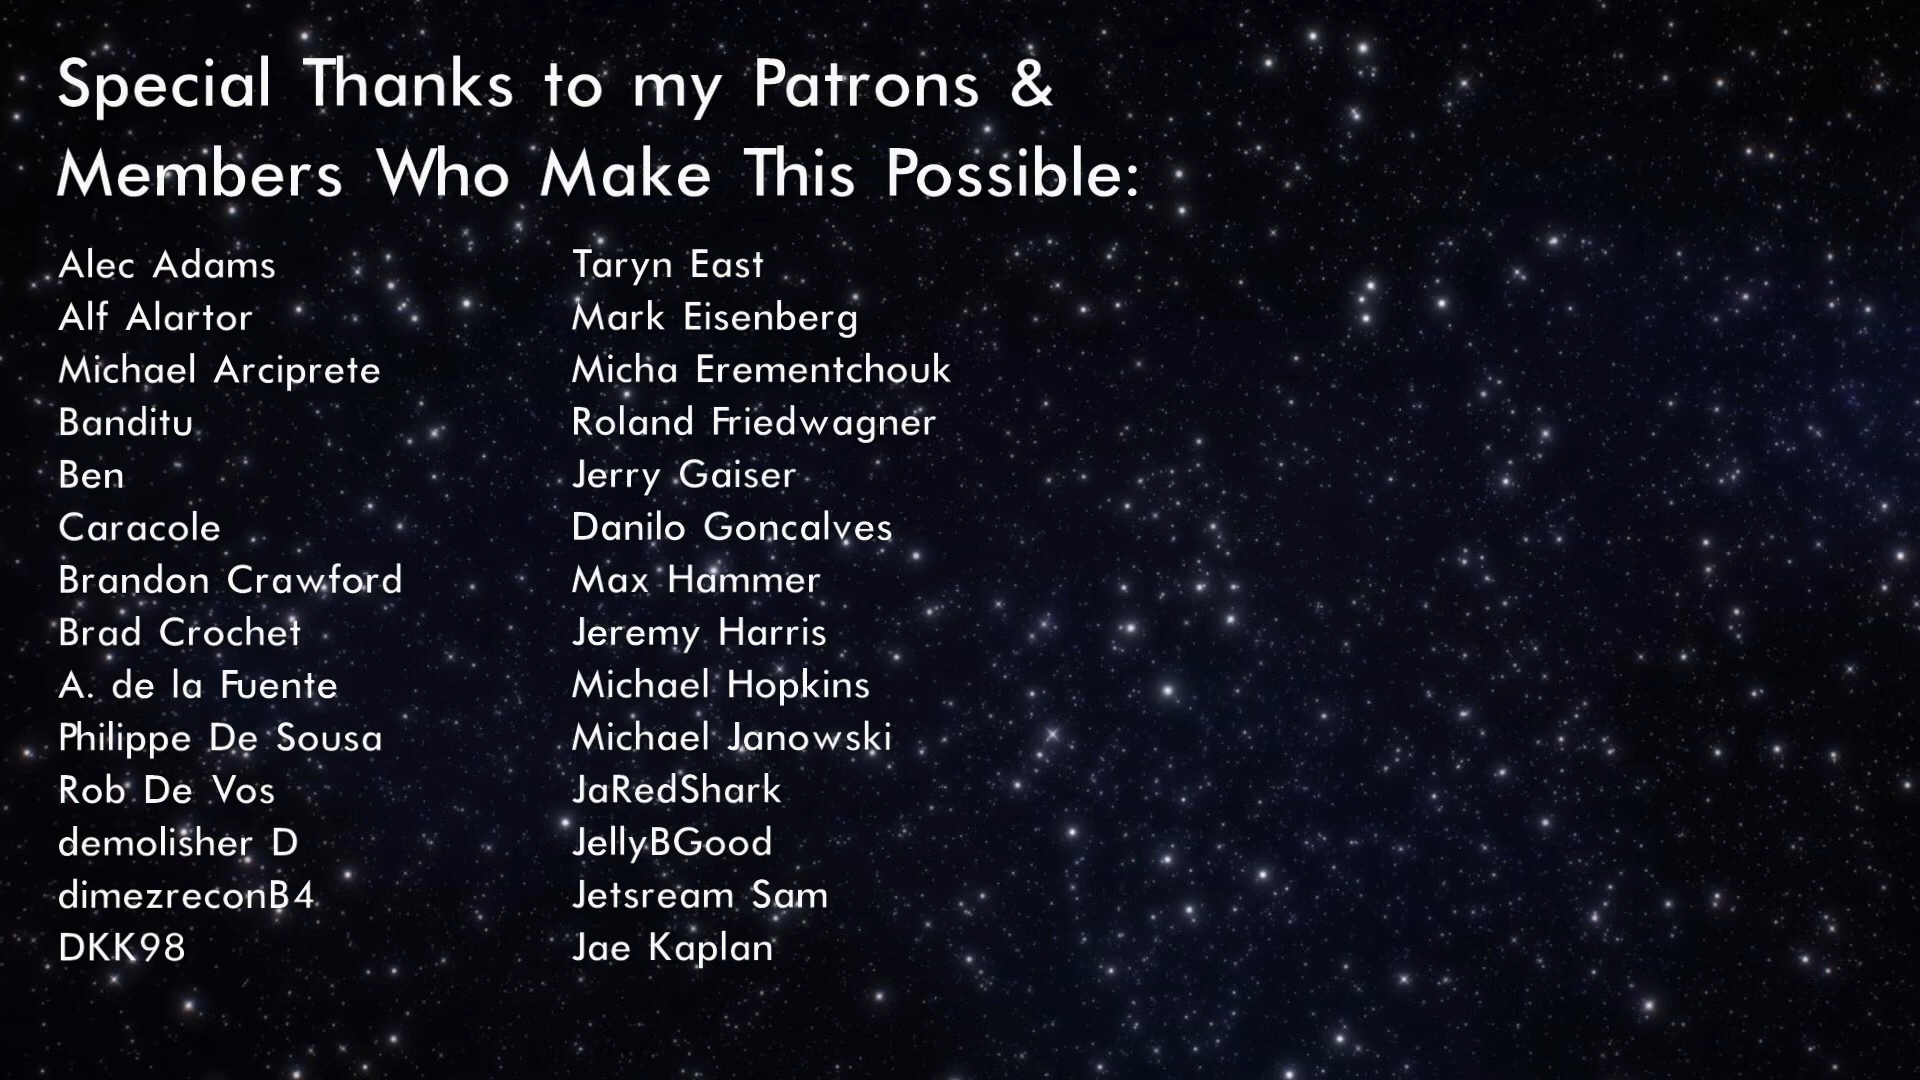 Special Thanks to my Patrons &
Members Who Make This Possible:
Alec Adams
Alf Alartor
Michael Arciprete
Banditu
Ben
Caracole
Brandon Crawford
Brad Crochet
A. de la Fuente
Philippe De Sousa
Rob De Vos
demolisher D
dimezreconB4
DKK98
Taryn East
Mark Eisenberg
Micha Erementchouk
Roland Friedwagner
Jerry Gaiser
Danilo Goncalves
Max Hammer
Jeremy Harris
Michael Hopkins
Michael Janowski
JaRedShark
JellyBGood
Jetsream Sam
Jae Kaplan